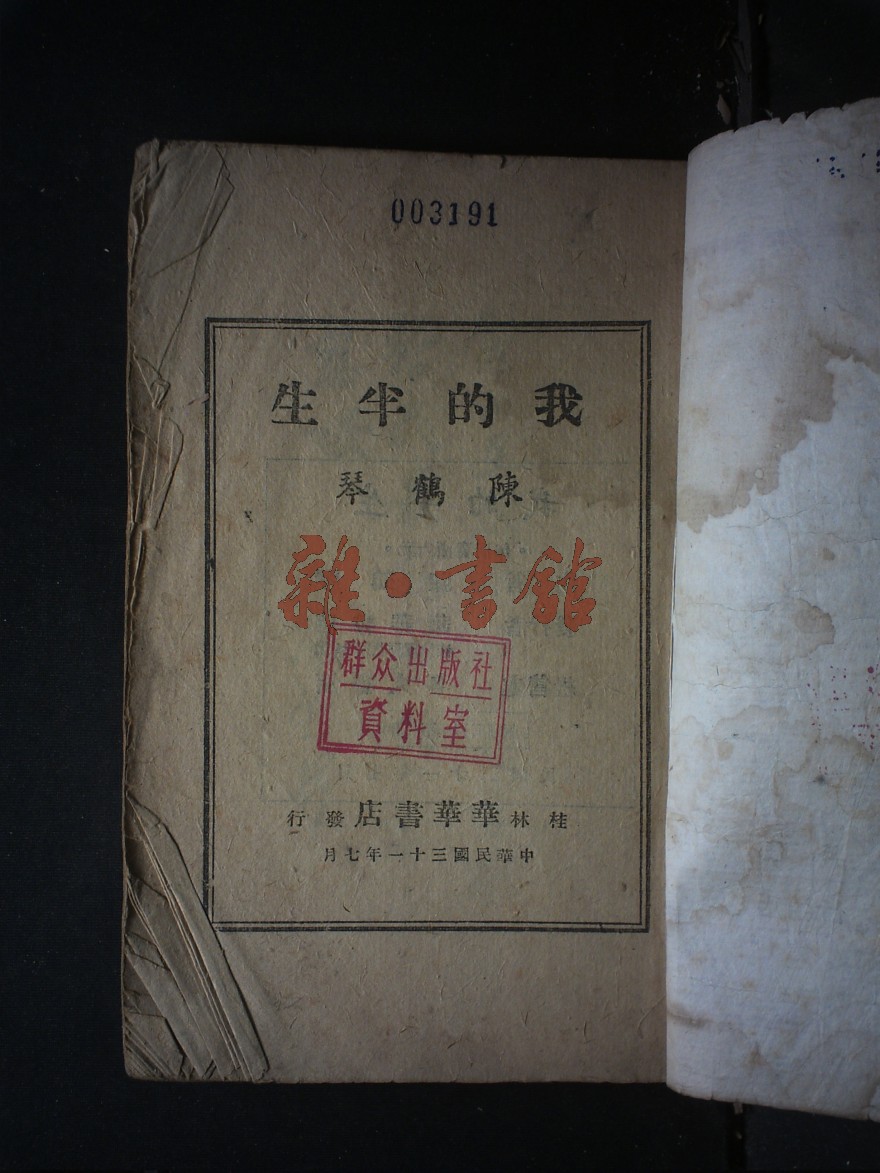 003191
我的半生
陳鶴琴
雜·書館
群众出版社
資料室
桂林華華書店發行
中華民國三十一年七月